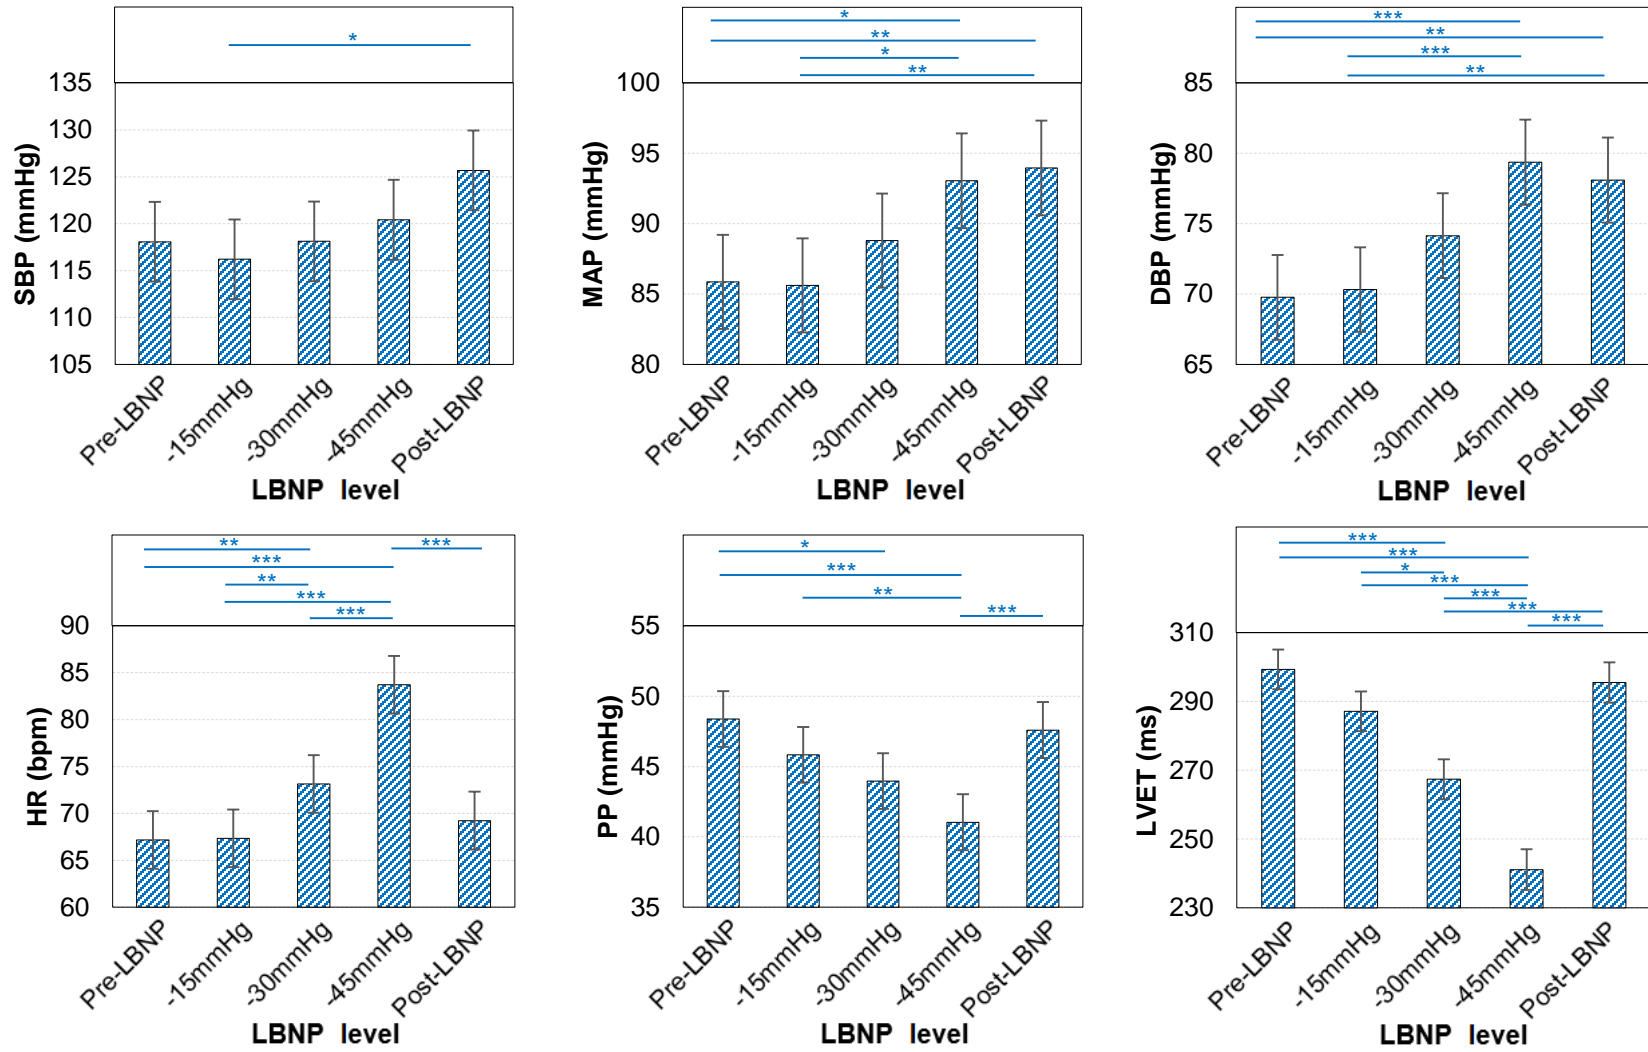 *
SBP (mmHg)
135
130
125
120
115
110
105
Pre-LBNP
-15mmHg
-30mmHg
-45mmHg
Post-LBNP
LBNP level
*
**
*
**
MAP (mmHg)
100
95
90
85
80
Pre-LBNP
-15mmHg
-30mmHg
-45mmHg
Post-LBNP
LBNP level
***
**
***
**
DBP (mmHg)
85
80
75
70
65
Pre-LBNP
-15mmHg
-30mmHg
-45mmHg
Post-LBNP
LBNP level
**
***
***
**
***
***
HR (bpm)
90
85
80
75
70
65
60
Pre-LBNP
-15mmHg
-30mmHg
-45mmHg
Post-LBNP
LBNP level
*
***
**
***
PP (mmHg)
55
50
45
40
35
Pre-LBNP
-15mmHg
-30mmHg
-45mmHg
Post-LBNP
LBNP level
***
***
*
***
***
***
***
LVET (ms)
310
290
270
250
230
Pre-LBNP
-15mmHg
-30mmHg
-45mmHg
Post-LBNP
LBNP level